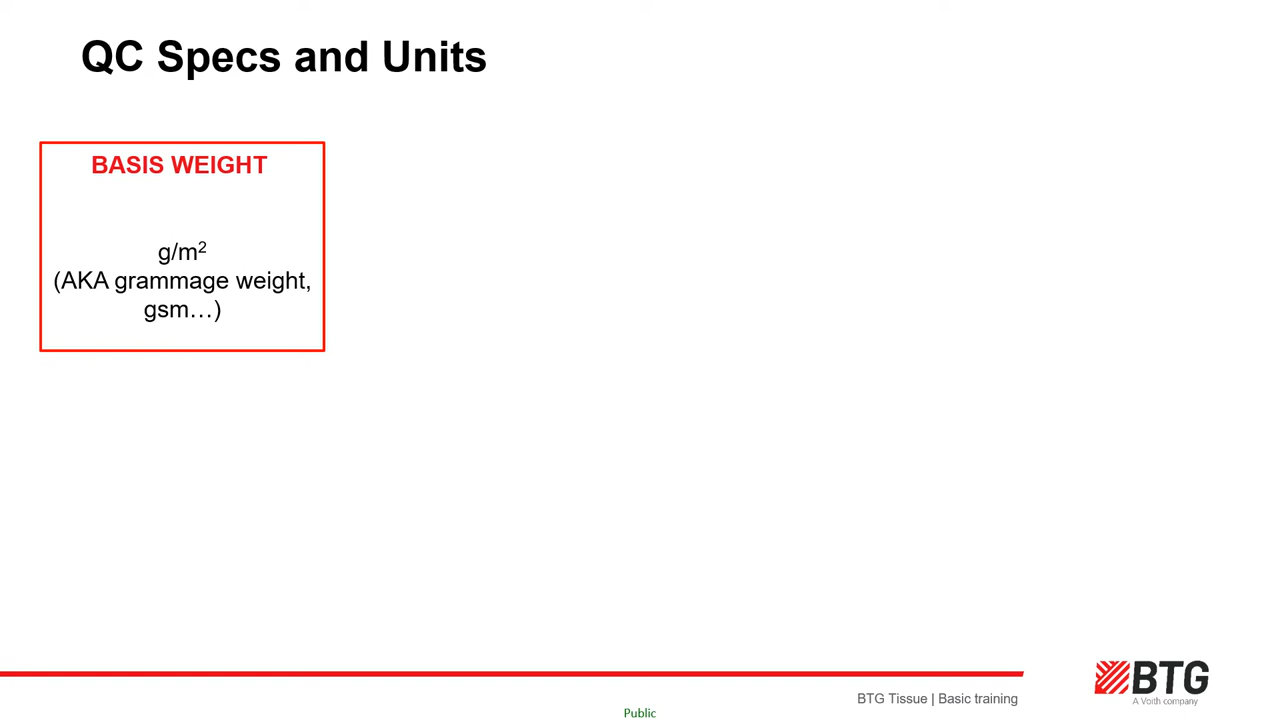 QC Specs and Units
BASIS WEIGHT
g/m²
(AKA grammage weight,
gsm…)
BTG
A Voith company
BTG Tissue | Basic training
Public